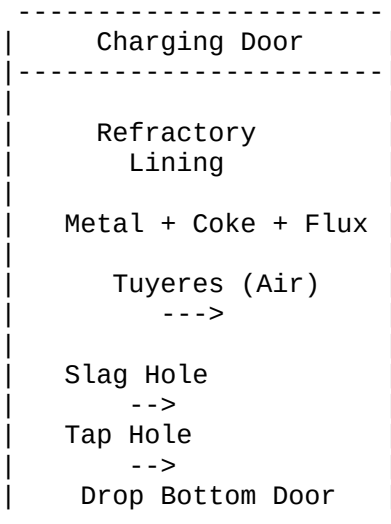 Charging Door
Refractory
Lining
Metal + Coke + Flux
Tuyeres (Air)
--->
Slag Hole
-->
Tap Hole
-->
Drop Bottom Door